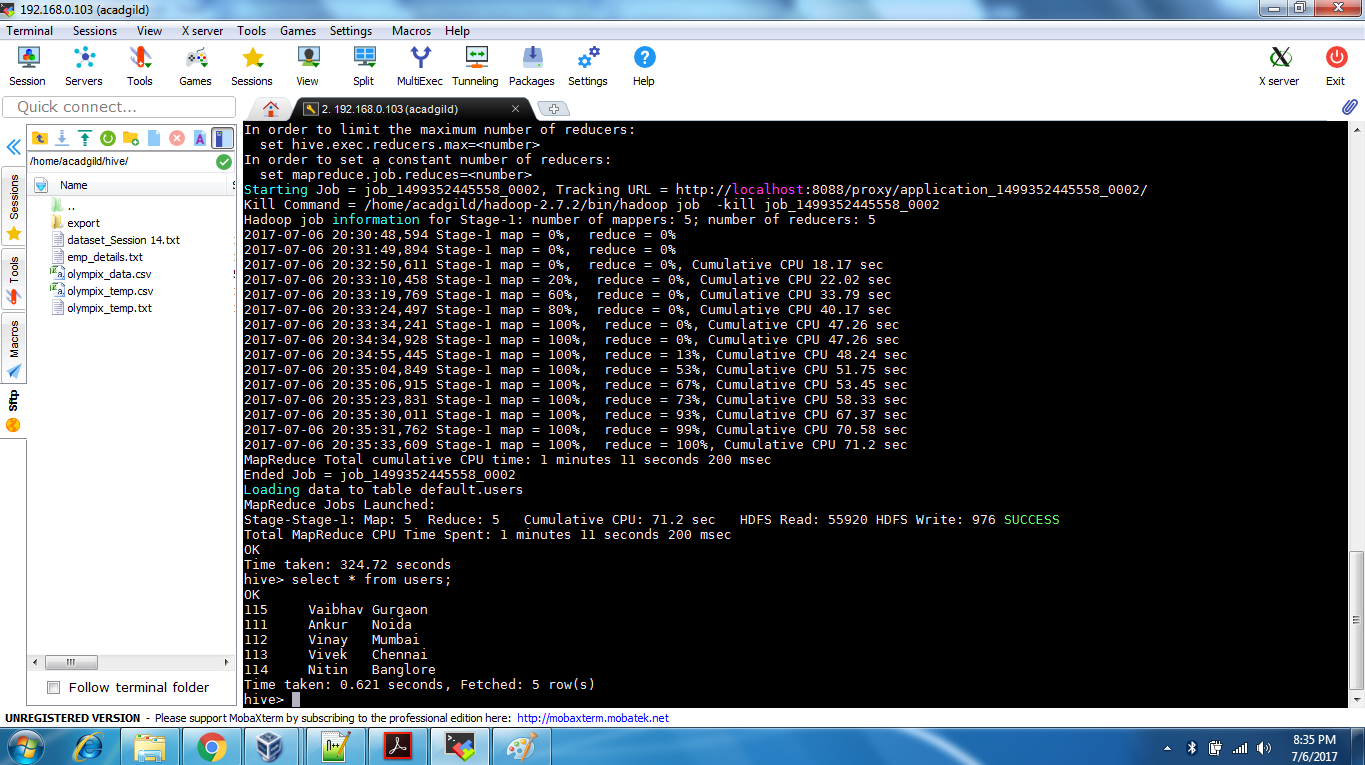 192.168.0.103 (acadgild)
Terminal Sessions View X server Tools Games Settings Macros Help
Session Servers Tools Games Sessions View Split MultiExec Tunneling Packages Settings Help X server Exit
Quick connect...
2. 192.168.0.103 (acadgild)
/home/acadgild/hive/
Name
..
export
dataset_Session 14.txt
emp_details.txt
olympix_data.csv
olympix_temp.csv
olympix_temp.txt
Sessions
Tools
Macros
Sftp
Follow terminal folder
In order to limit the maximum number of reducers:
set hive.exec.reducers.max=<number>
In order to set a constant number of reducers:
set mapreduce.job.reduces=<number>
Starting Job = job_1499352445558_0002, Tracking URL = http://localhost:8088/proxy/application_1499352445558_0002/
Kill Command = /home/acadgild/hadoop-2.7.2/bin/hadoop job  -kill job_1499352445558_0002
Hadoop job information for Stage-1: number of mappers: 5; number of reducers: 5
2017-07-06 20:30:48,594 Stage-1 map = 0%,  reduce = 0%
2017-07-06 20:31:49,894 Stage-1 map = 0%,  reduce = 0%
2017-07-06 20:32:50,611 Stage-1 map = 0%,  reduce = 0%, Cumulative CPU 18.17 sec
2017-07-06 20:33:10,458 Stage-1 map = 20%,  reduce = 0%, Cumulative CPU 22.02 sec
2017-07-06 20:33:19,769 Stage-1 map = 60%,  reduce = 0%, Cumulative CPU 33.79 sec
2017-07-06 20:33:24,497 Stage-1 map = 80%,  reduce = 0%, Cumulative CPU 40.17 sec
2017-07-06 20:33:34,241 Stage-1 map = 100%,  reduce = 0%, Cumulative CPU 47.26 sec
2017-07-06 20:34:34,928 Stage-1 map = 100%,  reduce = 0%, Cumulative CPU 47.26 sec
2017-07-06 20:34:55,445 Stage-1 map = 100%,  reduce = 13%, Cumulative CPU 48.24 sec
2017-07-06 20:35:04,849 Stage-1 map = 100%,  reduce = 53%, Cumulative CPU 51.75 sec
2017-07-06 20:35:06,915 Stage-1 map = 100%,  reduce = 67%, Cumulative CPU 53.45 sec
2017-07-06 20:35:23,831 Stage-1 map = 100%,  reduce = 73%, Cumulative CPU 58.33 sec
2017-07-06 20:35:30,011 Stage-1 map = 100%,  reduce = 93%, Cumulative CPU 67.37 sec
2017-07-06 20:35:31,762 Stage-1 map = 100%,  reduce = 99%, Cumulative CPU 70.58 sec
2017-07-06 20:35:33,609 Stage-1 map = 100%,  reduce = 100%, Cumulative CPU 71.2 sec
MapReduce Total cumulative CPU time: 1 minutes 11 seconds 200 msec
Ended Job = job_1499352445558_0002
Loading data to table default.users
MapReduce Jobs Launched:
Stage-Stage-1: Map: 5  Reduce: 5   Cumulative CPU: 71.2 sec   HDFS Read: 55920 HDFS Write: 976 SUCCESS
Total MapReduce CPU Time Spent: 1 minutes 11 seconds 200 msec
OK
Time taken: 324.72 seconds
hive> select * from users;
OK
115 Vaibhav Gurgaon
111 Ankur Noida
112 Vinay Mumbai
113 Vivek Chennai
114 Nitin Banglore
Time taken: 0.621 seconds, Fetched: 5 row(s)
hive>
UNREGISTERED VERSION - Please support MobaXterm by subscribing to the professional edition here: http://mobaxterm.mobatek.net
8:35 PM
7/6/2017